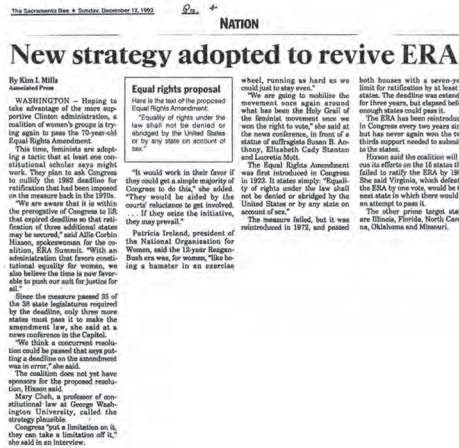 The Sacramento Bee • Sunday, December 12, 1993
NATION
New strategy adopted to revive ERA
By Kim I. Mills
Associated Press
WASHINGTON – Hoping to
take advantage of the more sup-
portive Clinton administration, a
coalition of women's groups is try-
ing again to pass the 70-year-old
Equal Rights Amendment.
This time, feminists are adopt-
ing a tactic that at least one con-
stitutional scholar says might
work. They plan to ask Congress
to nullify the 1982 deadline for
ratification that had been imposed
on the measure back in the 1970s.
"We are aware that it is within
the prerogative of Congress to lift
that expired deadline so that rati-
fication of three additional states
may be secured," said Allie Corbin
Hixson, spokeswoman for the co-
alition, ERA Summit. "With an
administration that favors consti-
tutional equality for women, we
also believe the time is now favor-
able to push our suit for justice for
all."
Since the measure passed 35 of
the 38 state legislatures required
by the deadline, only three more
states must pass it to make the
amendment law, she said at a
news conference in the Capitol.
"We think a concurrent resolu-
tion could be passed that says put-
ting a deadline on the amendment
was in error," she said.
The coalition does not yet have
sponsors for the proposed resolu-
tion, Hixson said.
Mary Cheh, a professor of con-
stitutional law at George Wash-
ington University, called the
strategy plausible.
Congress "put a limitation on it,
they can take a limitation off it,"
she said in an interview.
Equal rights proposal
Here is the text of the proposed
Equal Rights Amendment:
"Equality of rights under the
law shall not be denied or
abridged by the United States
or by any state on account of
sex."
"It would work in their favor if
they could get a simple majority of
Congress to do this," she added.
"They would be aided by the
courts' reluctance to get involved.
. . . If they seize the initiative,
they may prevail."
Patricia Ireland, president of
the National Organization for
Women, said the 12-year Reagan-
Bush era was, for women, "like be-
ing a hamster in an exercise
wheel, running as hard as we
could just to stay even."
"We are going to mobilize the
movement once again around
what has been the Holy Grail of
the feminist movement once we
won the right to vote," she said at
the news conference, in front of a
statue of suffragists Susan B. An-
thony, Elizabeth Cady Stanton
and Lucretia Mott.
The Equal Rights Amendment
was first introduced in Congress
in 1923. It states simply: "Equali-
ty of rights under the law shall
not be denied or abridged by the
United States or by any state on
account of sex."
The measure failed, but it was
reintroduced in 1972, and passed
both houses with a seven-ye
limit for ratification by at least
states. The deadline was extend
for three years, but elapsed befo
enough states could pass it.
The ERA has been reintroduc
in Congress every two years sin
but has never again won the tw
thirds support needed to submit
to the states.
Hixson said the coalition will
cus its efforts on the 15 states th
failed to ratify the ERA by 19
She said Virginia, which defeat
the ERA by one vote, would be t
next state in which there would
an attempt to pass it.
The other prime target stat
are Illinois, Florida, North Caro
na, Oklahoma and Missouri.